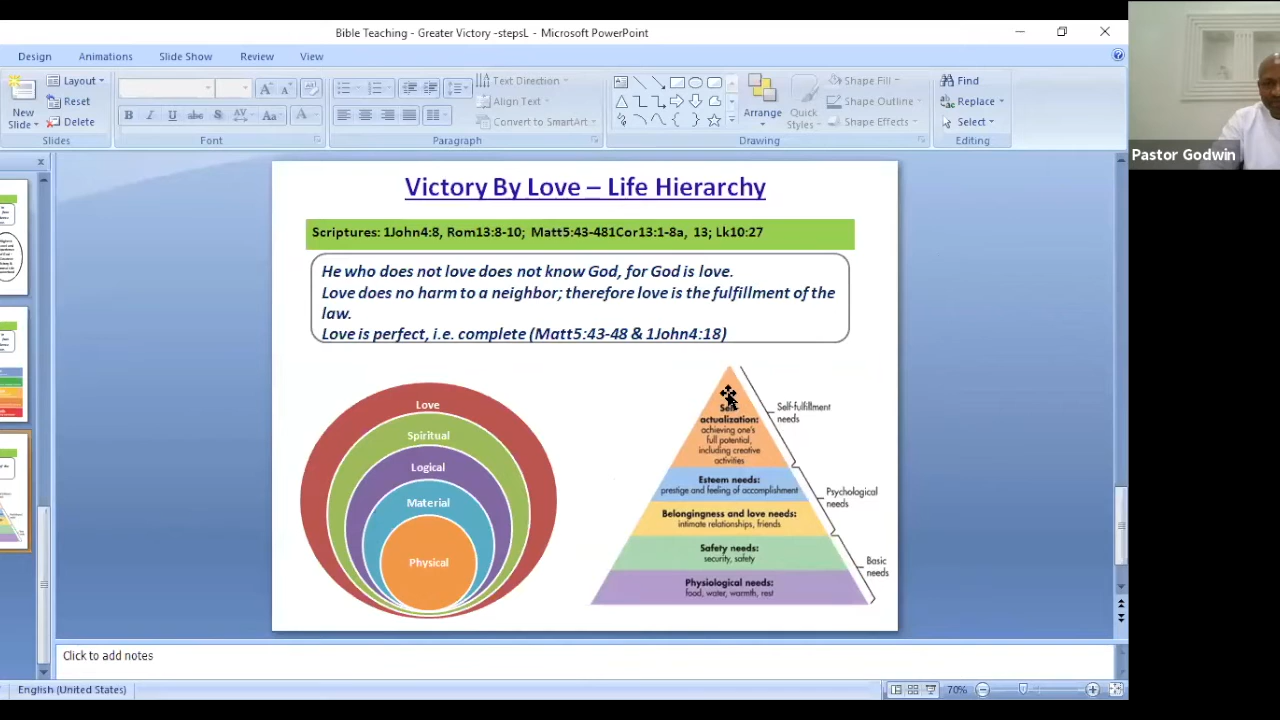 Bible Teaching - Greater Victory -stepsL - Microsoft PowerPoint
Design Animations Slide Show Review View
Layout
Reset
New
Slide
Delete
Slides
Font
Paragraph
Text Direction
Align Text
Convert to SmartArt
Arrange
Quick
Styles
Shape Fill
Shape Outline
Shape Effects
Drawing
Find
Replace
Select
Editing
Pastor Godwin
Victory By Love – Life Hierarchy
Scriptures: 1John4:8, Rom13:8-10; Matt5:43-481Cor13:1-8a, 13; Lk10:27
He who does not love does not know God, for God is love.
Love does no harm to a neighbor; therefore love is the fulfillment of the
law.
Love is perfect, i.e. complete (Matt5:43-48 & 1John4:18)
Love
Spiritual
Logical
Material
Physical
actualization:
achieving one's
full potential,
including creative
activities
Esteem needs:
prestige and feeling of accomplishment
Belongingness and love needs:
intimate relationships, friends
Safety needs:
security, safety
Physiological needs:
food, water, warmth, rest
Self-fulfillment
needs
Psychological
needs
Basic
needs
Click to add notes
English (United States)
70%